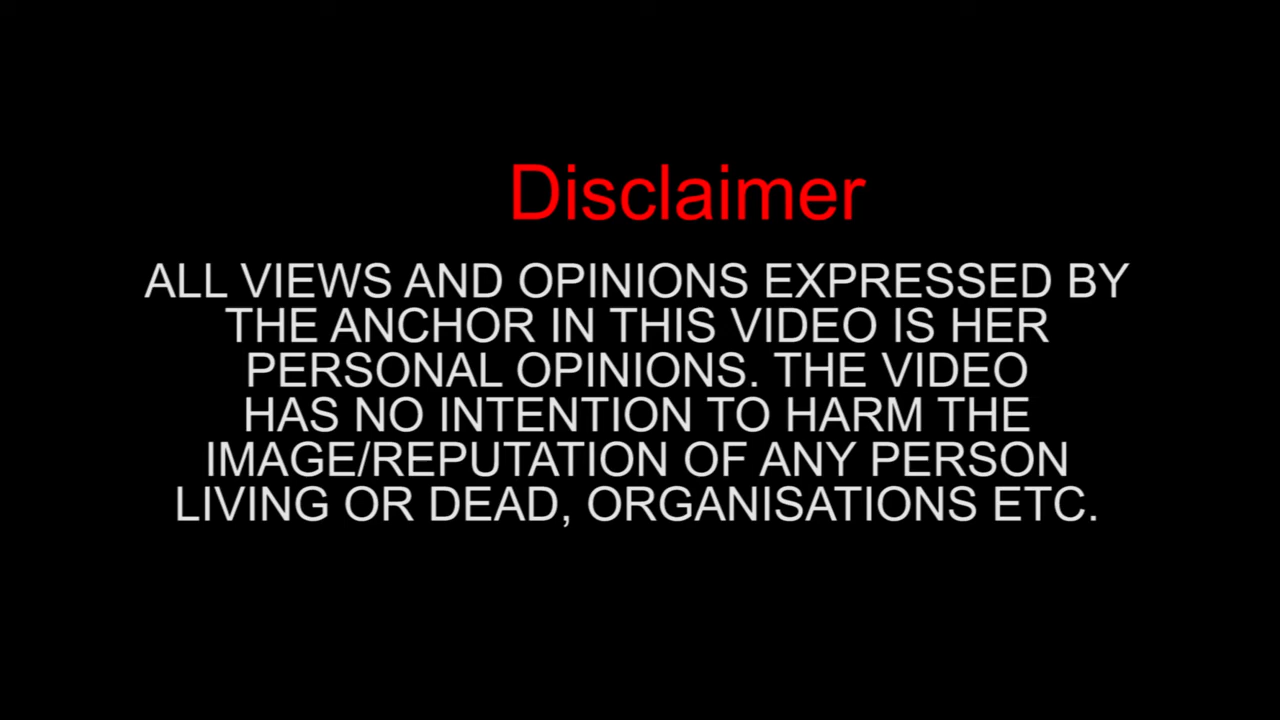 Disclaimer
ALL VIEWS AND OPINIONS EXPRESSED BY
THE ANCHOR IN THIS VIDEO IS HER
PERSONAL OPINIONS. THE VIDEO
HAS NO INTENTION TO HARM THE
IMAGE/REPUTATION OF ANY PERSON
LIVING OR DEAD, ORGANISATIONS ETC.